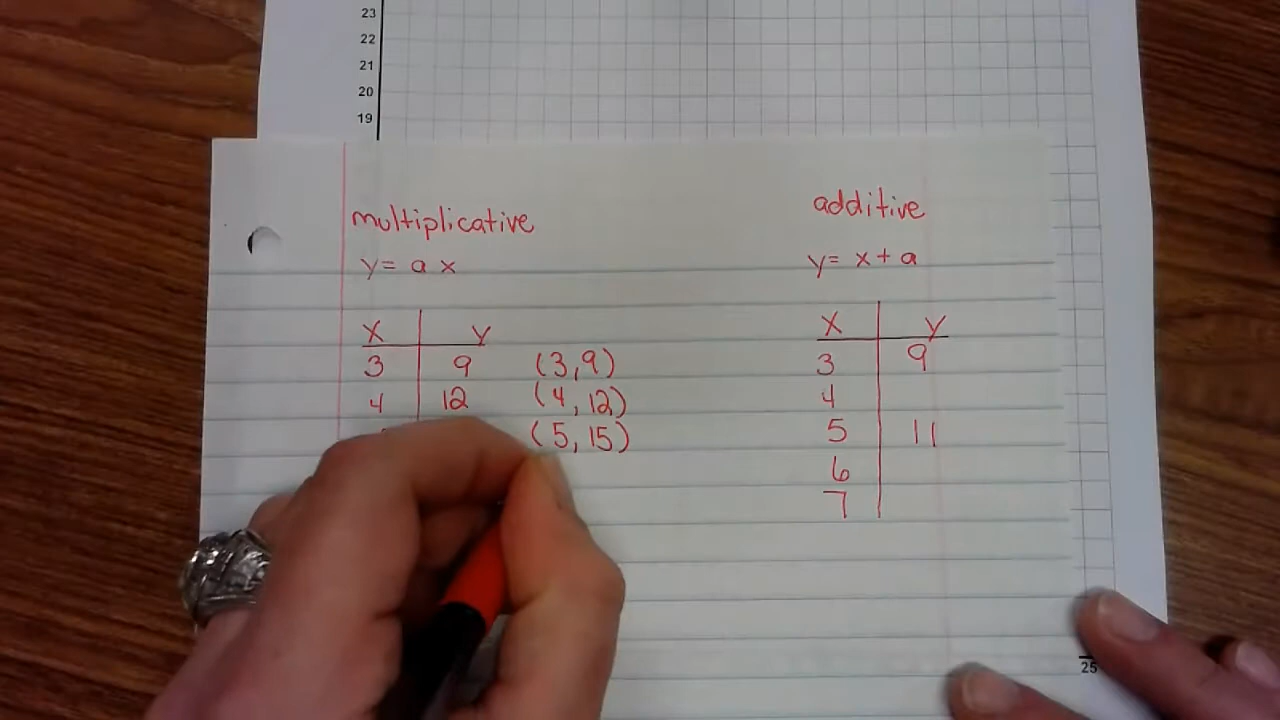 23
22
21
20
19
multiplicative
y = a x
x y
3 9 (3,9)
4 12 (4,12)
(5,15)
additive
y = x + a
x y
3 9
4
5 11
6
7
25